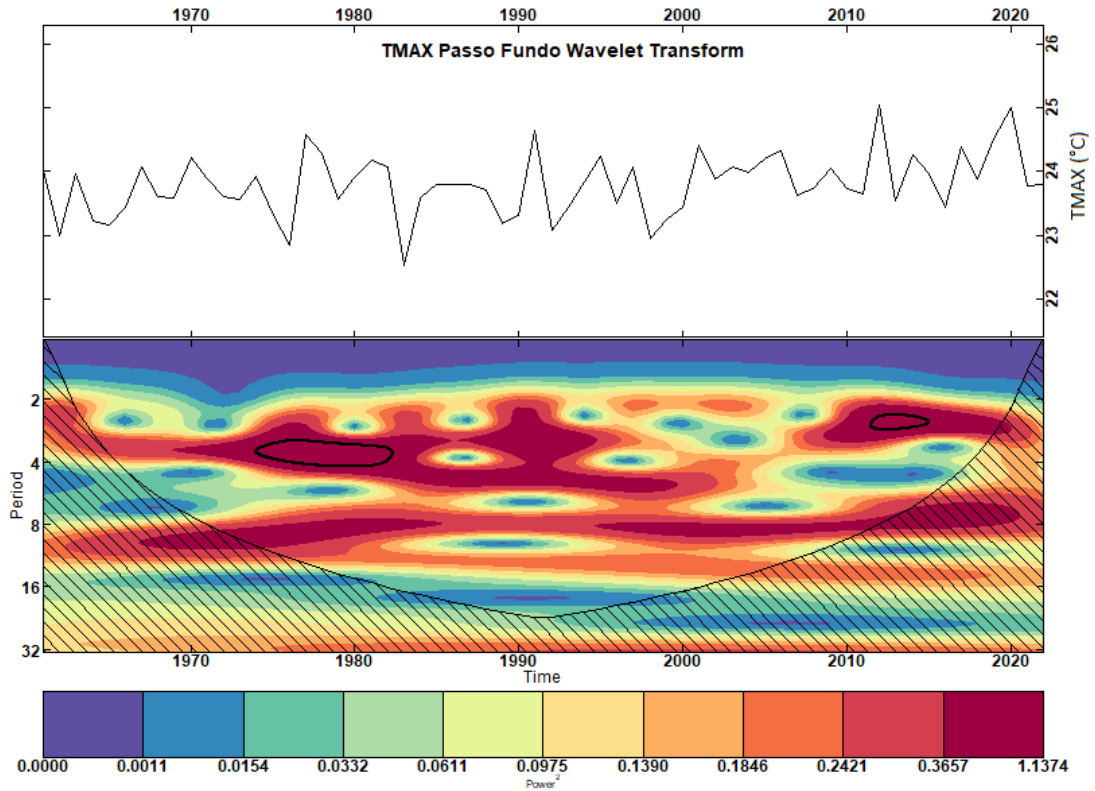 1970 1980 1990 2000 2010 2020
TMAX Passo Fundo Wavelet Transform
26
25
24
23
22
TMAX (°C)
2
4
8
16
32
Period
1970 1980 1990 2000 2010 2020
Time
0.0000 0.0011 0.0154 0.0332 0.0611 0.0975 0.1390 0.1846 0.2421 0.3657 1.1374
Power²